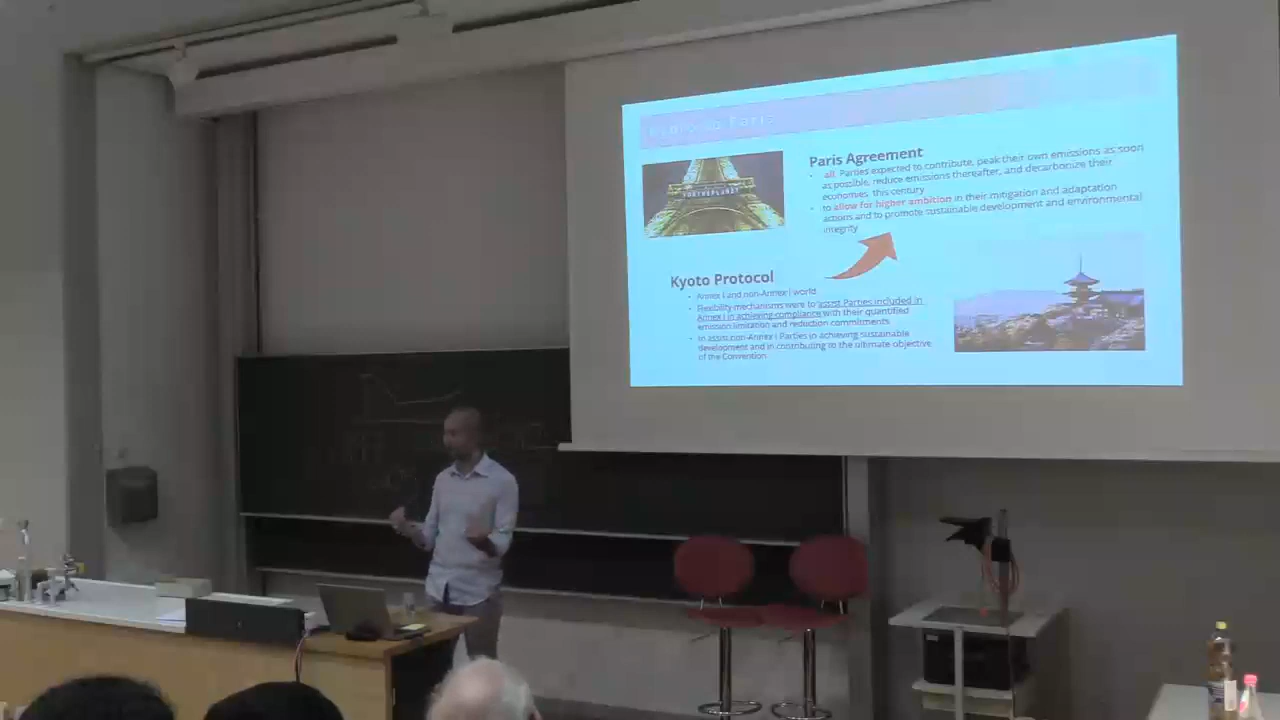 Kyoto to Paris
Paris Agreement
• all Parties expected to contribute, peak their own emissions as soon
as possible, reduce emissions thereafter, and decarbonize their
economies this century
• to allow for higher ambition in their mitigation and adaptation
actions and to promote sustainable development and environmental
integrity
Kyoto Protocol
• Annex I and non-Annex I world
• Flexibility mechanisms were to assist Parties included in
Annex I in achieving compliance with their quantified
emission limitation and reduction commitments
• to assist non-Annex I Parties in achieving sustainable
development and in contributing to the ultimate objective
of the Convention